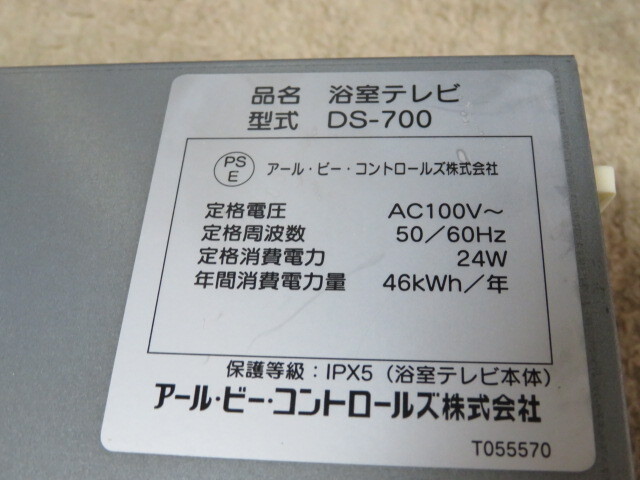 品名 浴室テレビ
型式 DS-700
PS
E
アール・ビー・コントロールズ株式会社
定格電圧 AC100V～
定格周波数 50／60Hz
定格消費電力 24W
年間消費電力量 46kWh／年
保護等級：IPX5（浴室テレビ本体）
アール・ビー・コントロールズ株式会社
T055570